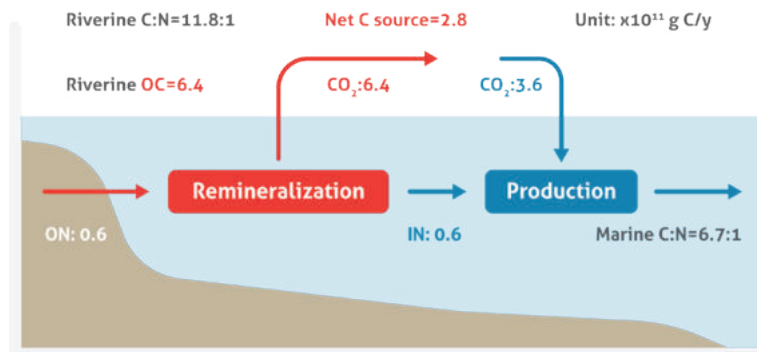 Riverine C:N=11.8:1
Net C source=2.8
Unit: x10¹¹ g C/y
Riverine OC=6.4
CO₂:6.4
CO₂:3.6
Remineralization
Production
ON: 0.6
IN: 0.6
Marine C:N=6.7:1